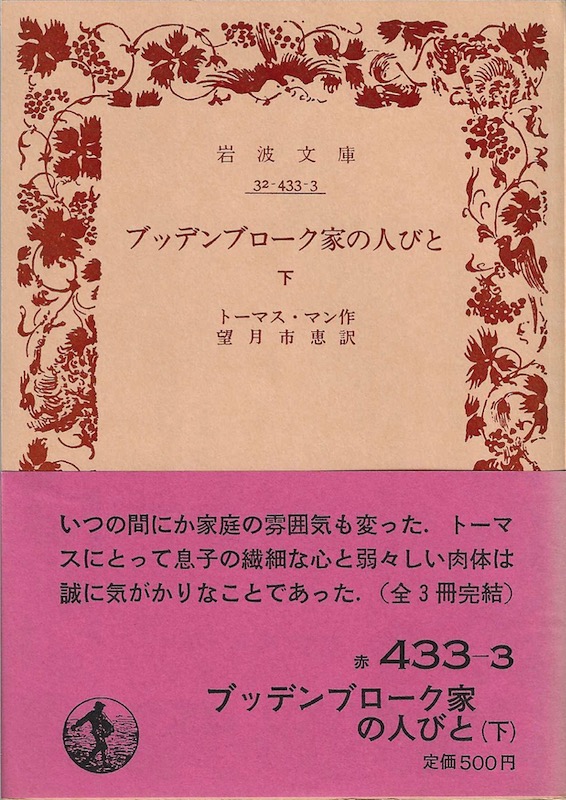 岩波文庫
32-433-3
ブッデンブローク家の人びと
下
トーマス・マン作
望月市恵訳
いつの間にか家庭の雰囲気も変った．トーマ
スにとって息子の繊細な心と弱々しい肉体は
誠に気がかりなことであった．（全3冊完結）
赤 433-3
ブッデンブローク家
の人びと（下）
定価500円